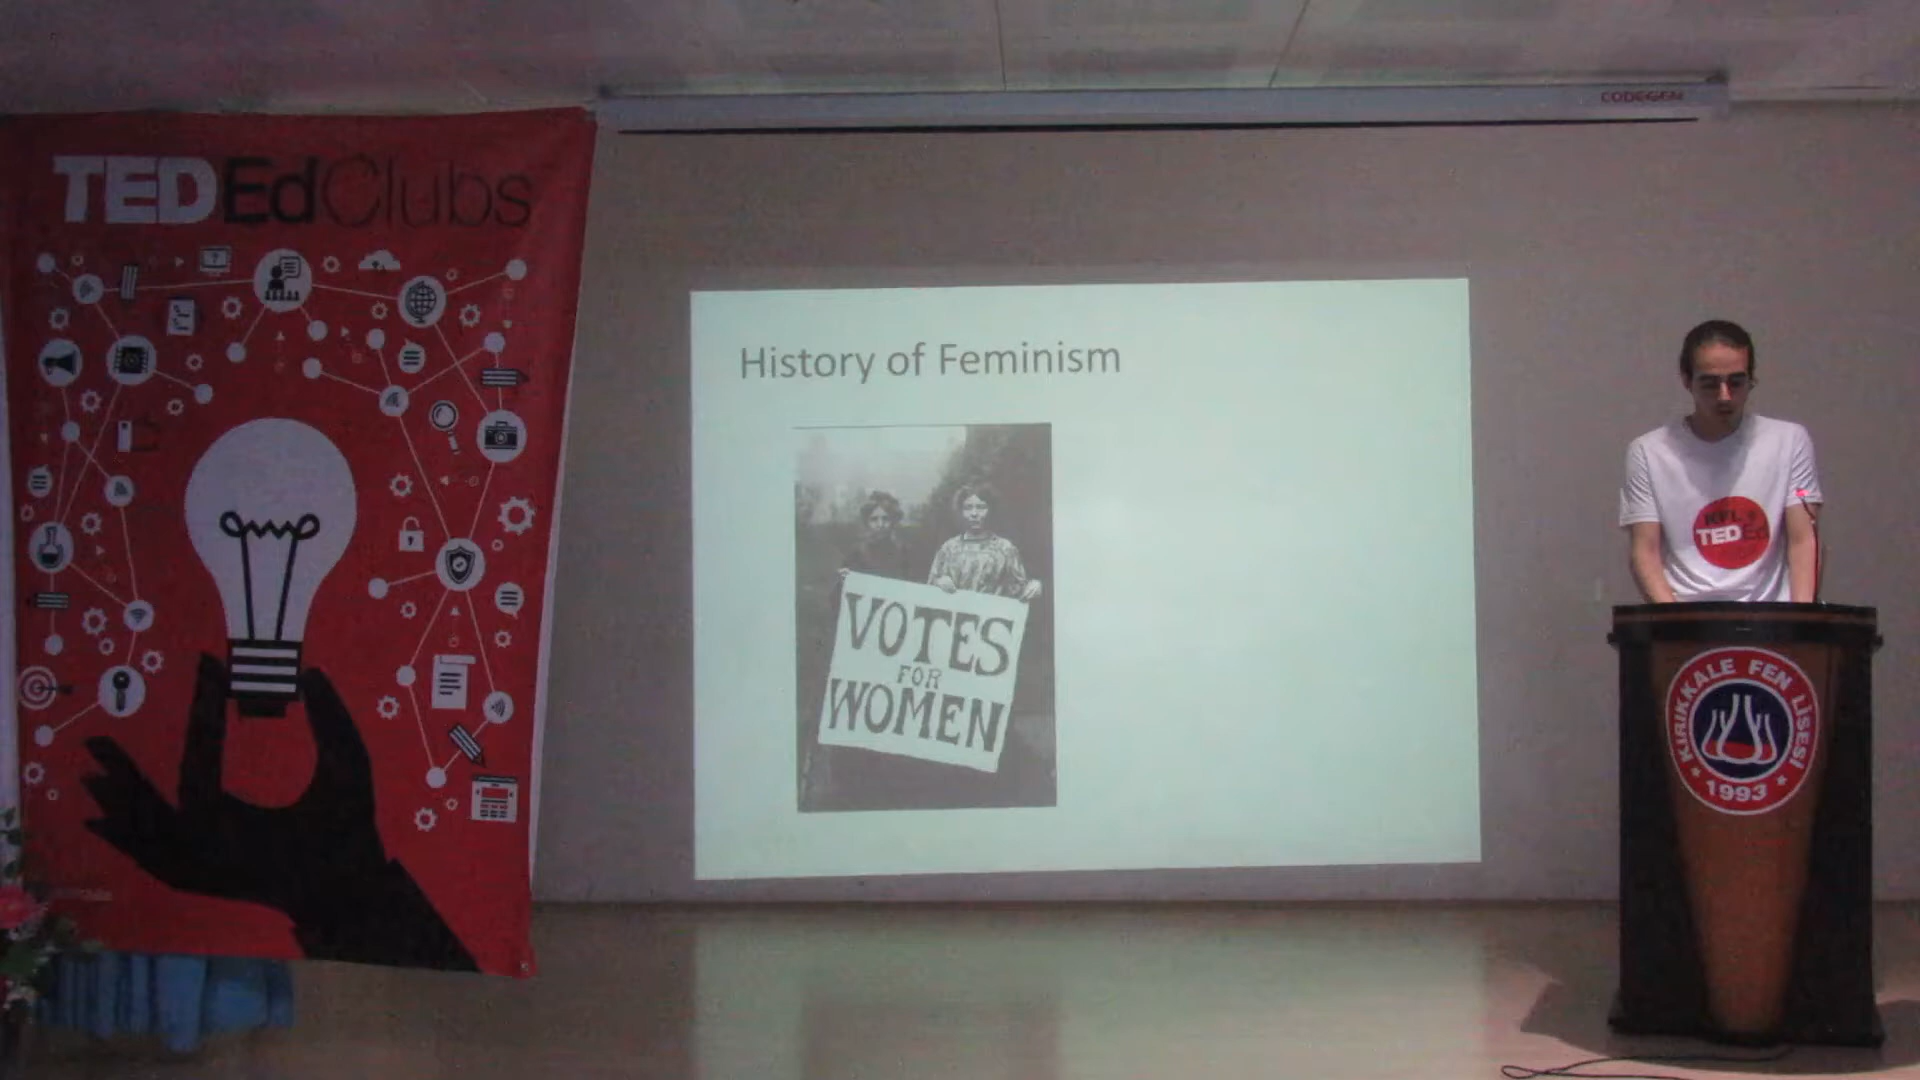 CODEGEN
TEDEdClubs
History of Feminism
VOTES
FOR
WOMEN
TEDEd
KIRIKKALE FEN LİSESİ
1993